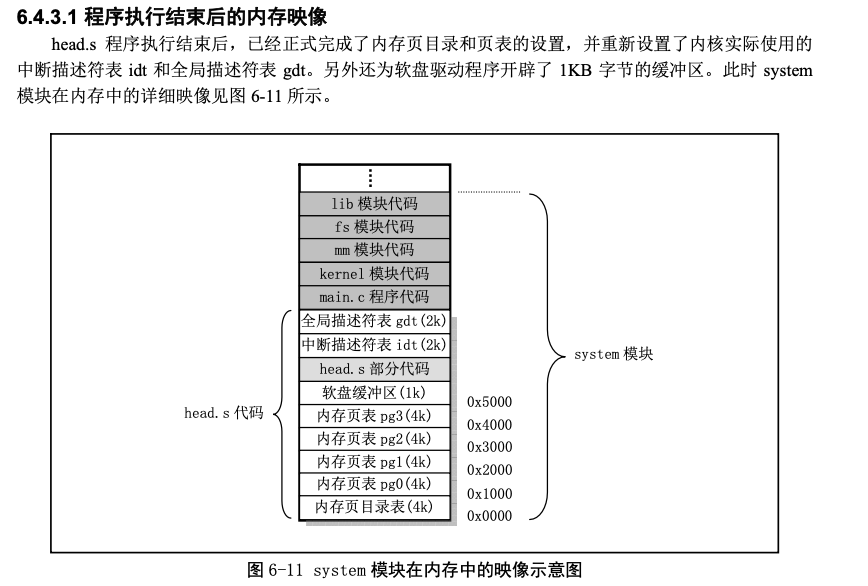 6.4.3.1 程序执行结束后的内存映像
head.s 程序执行结束后，已经正式完成了内存页目录和页表的设置，并重新设置了内核实际使用的
中断描述符表 idt 和全局描述符表 gdt。另外还为软盘驱动程序开辟了 1KB 字节的缓冲区。此时 system
模块在内存中的详细映像见图 6-11 所示。
lib 模块代码
fs 模块代码
mm 模块代码
kernel 模块代码
main.c 程序代码
全局描述符表 gdt(2k)
中断描述符表 idt(2k)
head.s 部分代码
软盘缓冲区(1k)
内存页表 pg3(4k)
内存页表 pg2(4k)
内存页表 pg1(4k)
内存页表 pg0(4k)
内存页目录表(4k)
head.s 代码
0x5000
0x4000
0x3000
0x2000
0x1000
0x0000
system 模块
图 6-11 system 模块在内存中的映像示意图